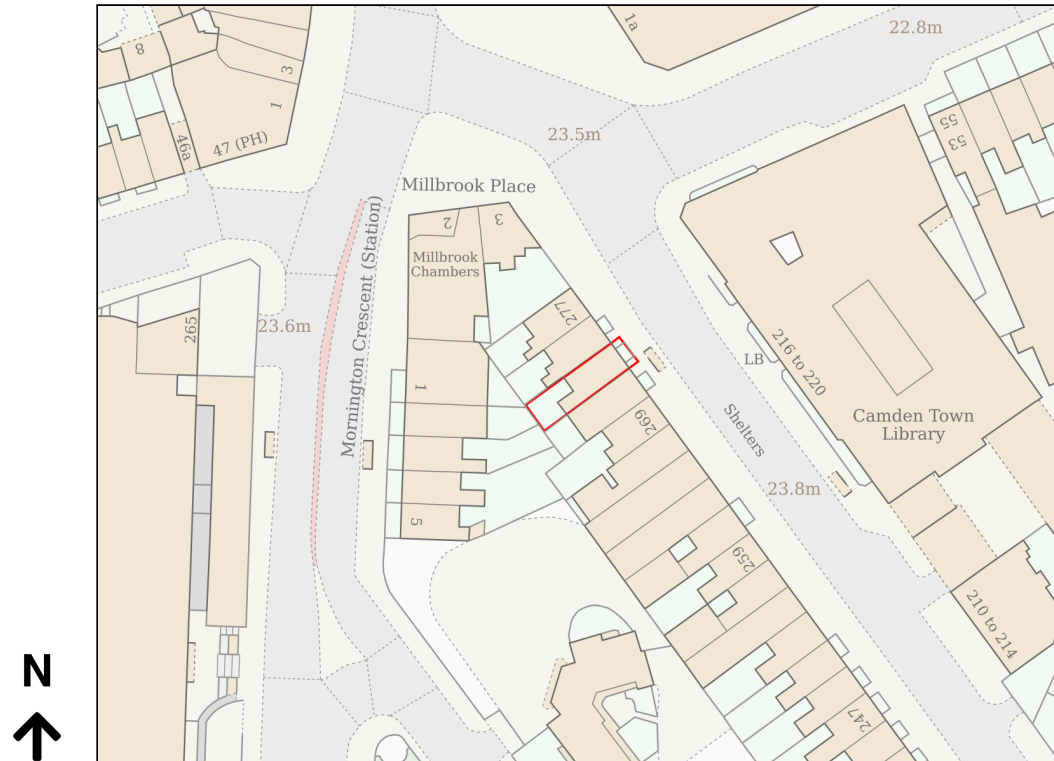 1a
22.8m
8
3
1
23.5m
55
53
46a
47 (PH)
Millbrook Place
2
3
Millbrook
Chambers
Mornington Crescent (Station)
277
265
23.6m
LB
216 to 220
1
269
Shelters
Camden Town
Library
23.8m
5
259
210 to 214
N
247